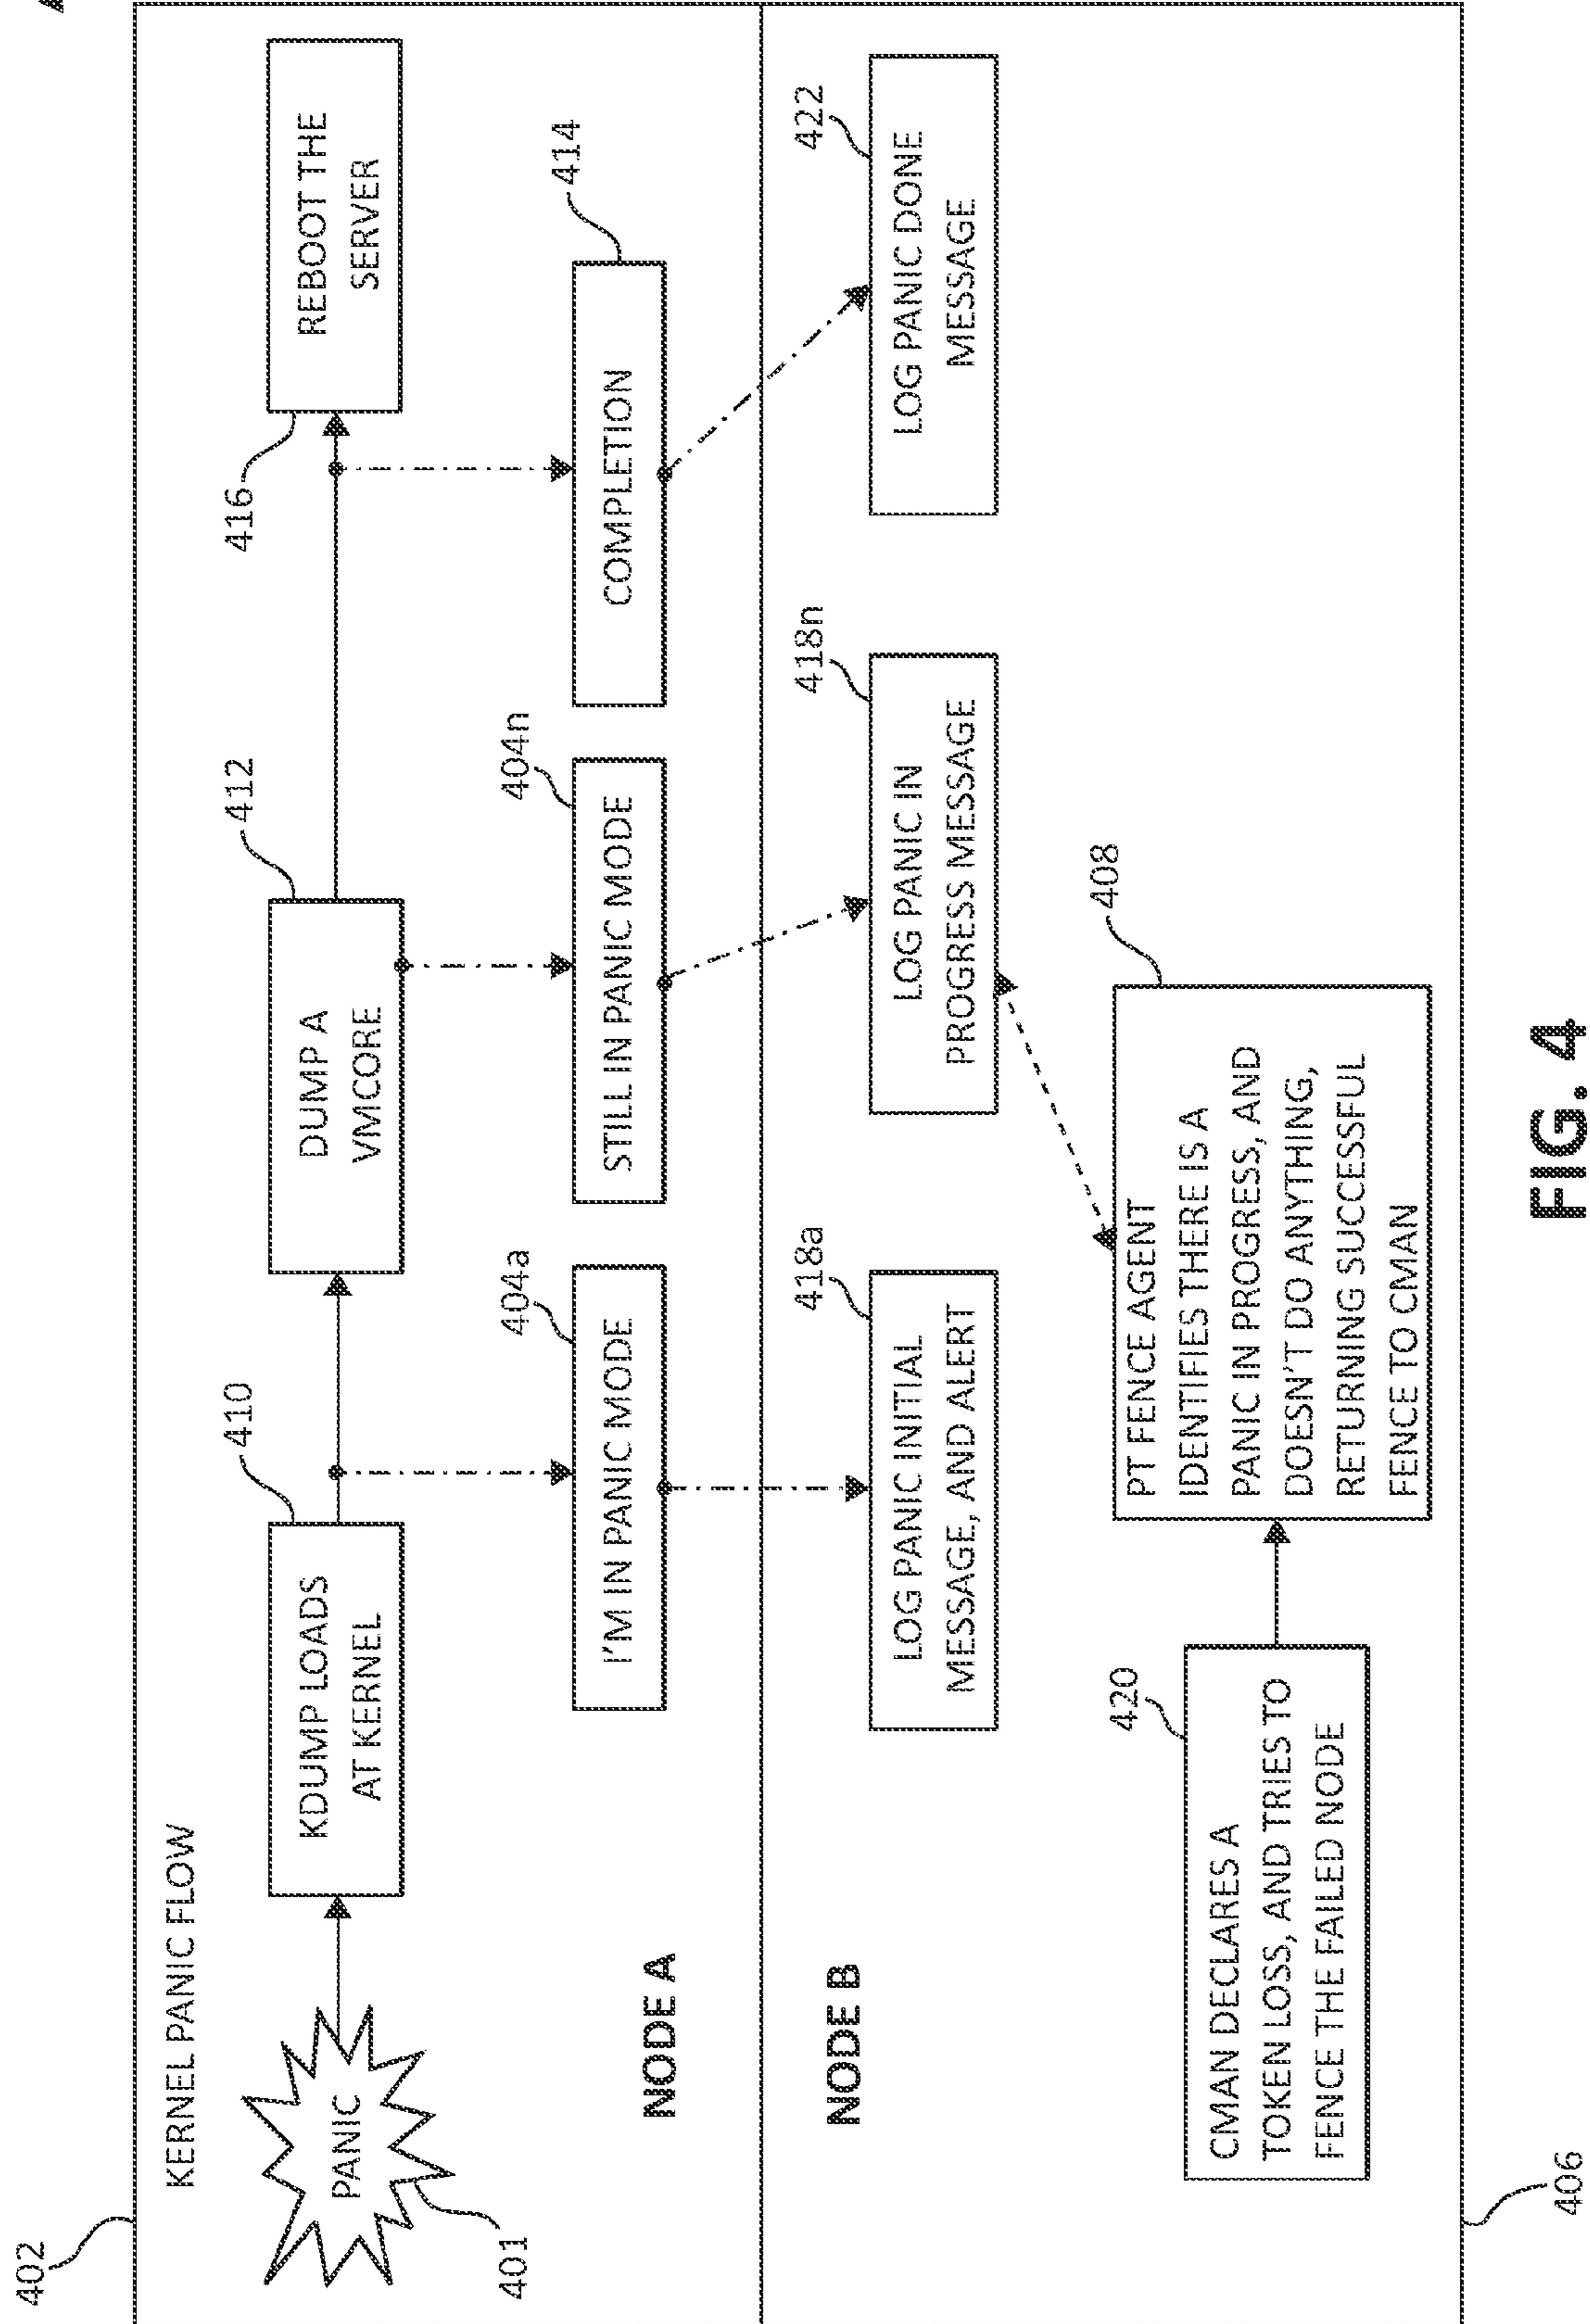 402
KERNEL PANIC FLOW
PANIC
401
410
KDUMP LOADS
AT KERNEL
412
DUMP A
VMCORE
416
REBOOT THE
SERVER
404a
I'M IN PANIC MODE
404n
STILL IN PANIC MODE
414
COMPLETION
NODE A
NODE B
418a
LOG PANIC INITIAL
MESSAGE, AND ALERT
418n
LOG PANIC IN
PROGRESS MESSAGE
422
LOG PANIC DONE
MESSAGE
420
CMAN DECLARES A
TOKEN LOSS, AND TRIES TO
FENCE THE FAILED NODE
408
PT FENCE AGENT
IDENTIFIES THERE IS A
PANIC IN PROGRESS, AND
DOESN'T DO ANYTHING,
RETURNING SUCCESSFUL
FENCE TO CMAN
406
FIG. 4